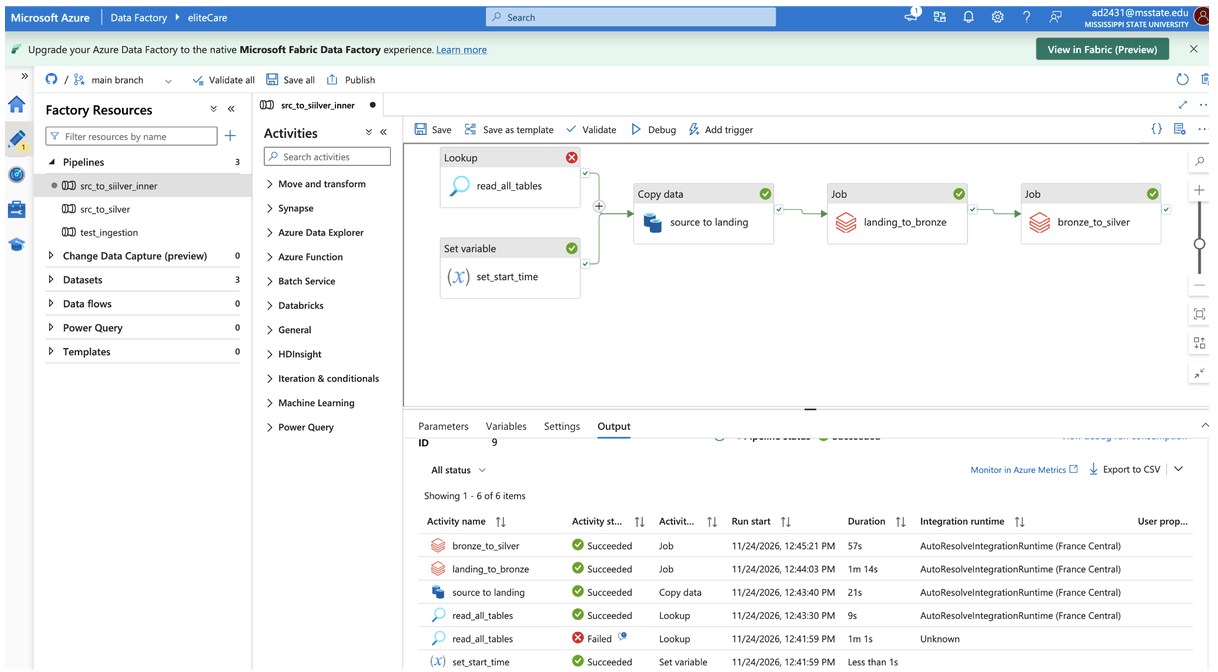 Microsoft Azure Data Factory eliteCare Search 1 ad2431@msstate.edu
MISSISSIPPI STATE UNIVERSITY
Upgrade your Azure Data Factory to the native Microsoft Fabric Data Factory experience. Learn more View in Fabric (Preview)
/ main branch Validate all Save all Publish
1
Factory Resources
Filter resources by name
Pipelines 3
src_to_siilver_inner
src_to_silver
test_ingestion
Change Data Capture (preview) 0
Datasets 3
Data flows 0
Power Query 0
Templates 0
src_to_siilver_inner
Activities
Search activities
Move and transform
Synapse
Azure Data Explorer
Azure Function
Batch Service
Databricks
General
HDInsight
Iteration & conditionals
Machine Learning
Power Query
Save Save as template Validate Debug Add trigger
Lookup
read_all_tables
Set variable
(x) set_start_time
Copy data
source to landing
Job
landing_to_bronze
Job
bronze_to_silver
Parameters Variables Settings Output
ID 9 Pipeline status Succeeded View debug run consumption
All status Monitor in Azure Metrics Export to CSV
Showing 1 - 6 of 6 items
Activity name Activity st... Activit... Run start Duration Integration runtime User prop...
bronze_to_silver Succeeded Job 11/24/2026, 12:45:21 PM 57s AutoResolveIntegrationRuntime (France Central)
landing_to_bronze Succeeded Job 11/24/2026, 12:44:03 PM 1m 14s AutoResolveIntegrationRuntime (France Central)
source to landing Succeeded Copy data 11/24/2026, 12:43:40 PM 21s AutoResolveIntegrationRuntime (France Central)
read_all_tables Succeeded Lookup 11/24/2026, 12:43:30 PM 9s AutoResolveIntegrationRuntime (France Central)
read_all_tables Failed Lookup 11/24/2026, 12:41:59 PM 1m 1s Unknown
(x) set_start_time Succeeded Set variable 11/24/2026, 12:41:59 PM Less than 1s